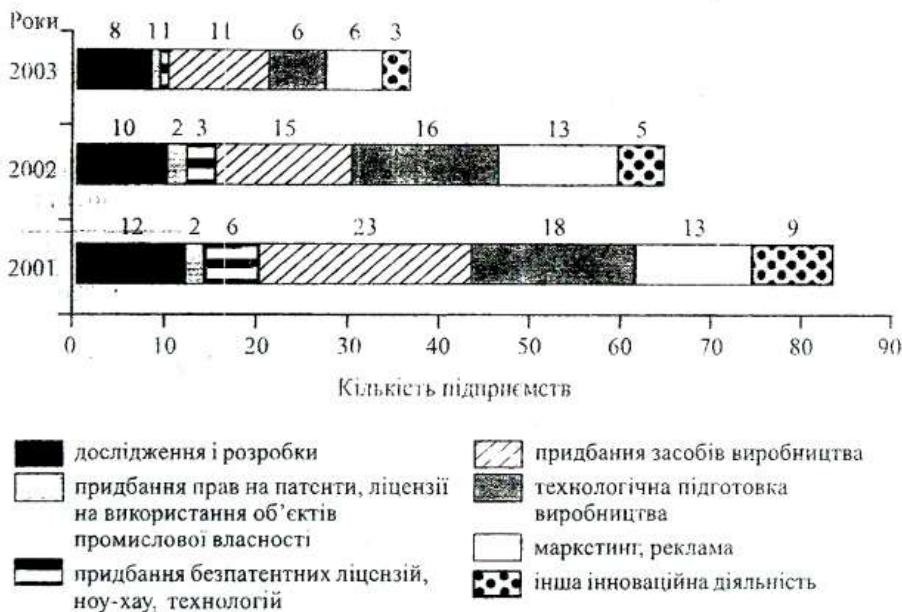 Роки
8 11 11 6 6 3
2003
10 2 3 15 16 13 5
2002
12 2 6 23 18 13 9
2001
0 10 20 30 40 50 60 70 80 90
Кількість підприємств
дослідження і розробки
придбання прав на патенти, ліцензії
на використання об’єктів
промислової власності
придбання безпатентних ліцензій,
ноу-хау, технологій
придбання засобів виробництва
технологічна підготовка
виробництва
маркетинг, реклама
інша інноваційна діяльність